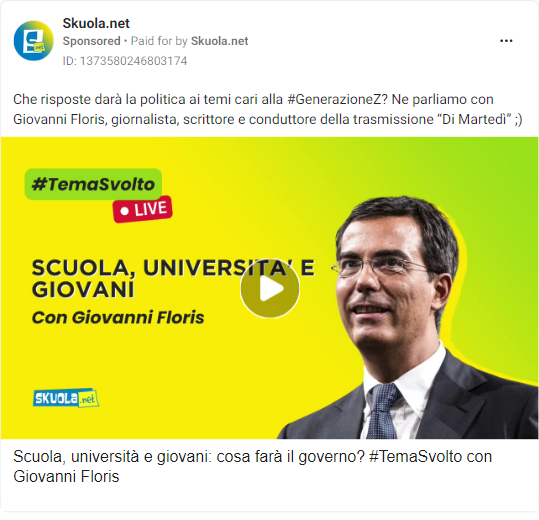 Skuola.net
Sponsored • Paid for by Skuola.net
ID: 1373580246803174
Che risposte darà la politica ai temi cari alla #GenerazioneZ? Ne parliamo con
Giovanni Floris, giornalista, scrittore e conduttore della trasmissione “Di Martedì” ;)
#TemaSvolto
LIVE
SCUOLA, UNIVERSITA' E
GIOVANI
Con Giovanni Floris
SKUOLA.net
Scuola, università e giovani: cosa farà il governo? #TemaSvolto con
Giovanni Floris